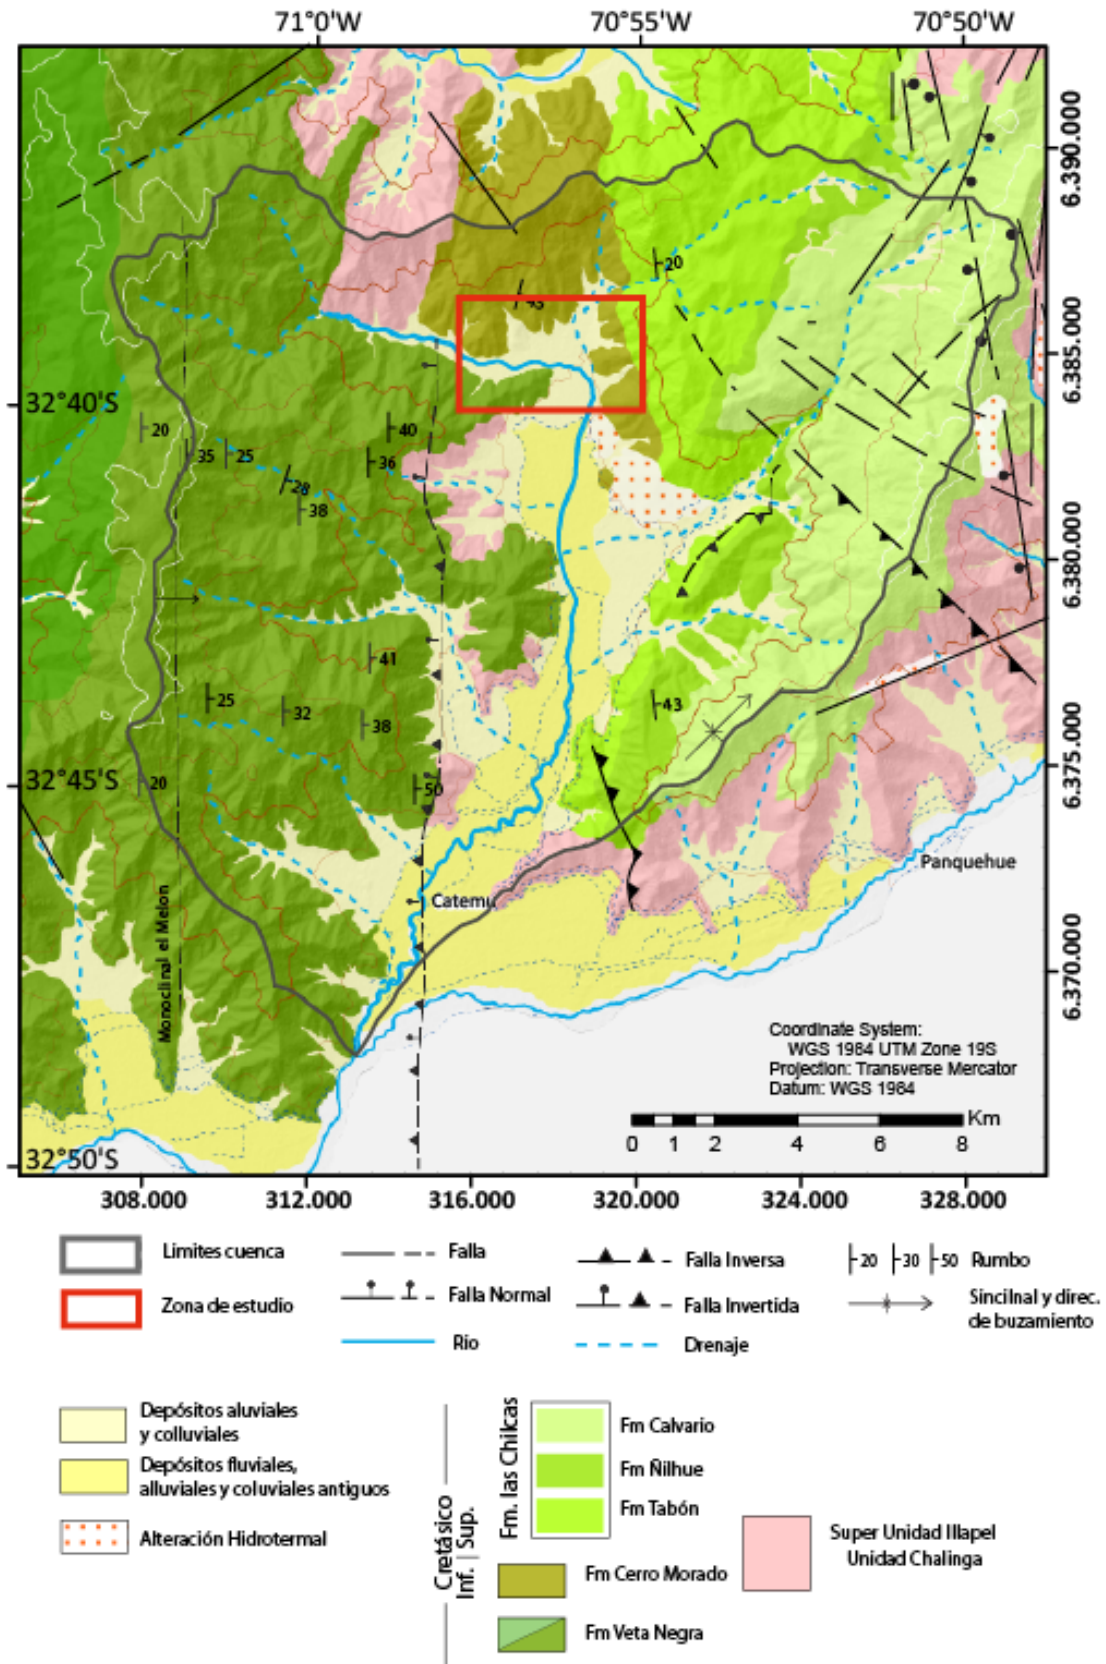 71°0'W
70°55'W
70°50'W
6.390.000
20
43
6.385.000
32°40'S
20
40
35
25
36
28
38
6.380.000
41
25
32
38
43
6.375.000
32°45'S
20
50
Panquehue
Catemu
Monoclinal el Melon
6.370.000
Coordinate System:
WGS 1984 UTM Zone 19S
Projection: Transverse Mercator
Datum: WGS 1984
Km
0 1 2 4 6 8
32°50'S
308.000
312.000
316.000
320.000
324.000
328.000
Limites cuenca
Falla
Falla Inversa
20 30 50 Rumbo
Zona de estudio
Falla Normal
Falla Invertida
Sincilnal y direc.
de buzamiento
Rio
Drenaje
Depósitos aluviales
y colluviales
Depósitos fluviales,
alluviales y coluviales antiguos
Alteración Hidrotermal
Cretásico
Inf. | Sup.
Fm. las Chilcas
Fm Calvario
Fm Ñilhue
Fm Tabón
Fm Cerro Morado
Fm Veta Negra
Super Unidad Illapel
Unidad Chalinga